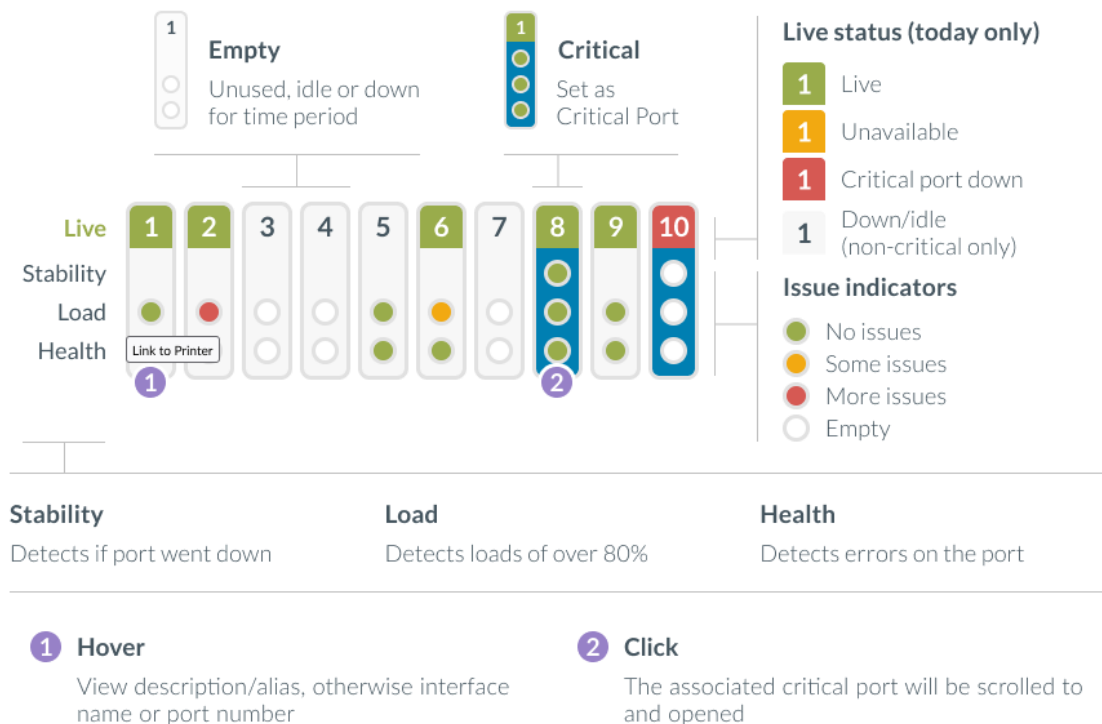 1
Empty
Unused, idle or down
for time period
1
Critical
Set as
Critical Port
Live status (today only)
1 Live
1 Unavailable
1 Critical port down
1 Down/idle
(non-critical only)
Live 1 2 3 4 5 6 7 8 9 10
Stability
Load
Health
Link to Printer
1
2
Issue indicators
No issues
Some issues
More issues
Empty
Stability
Detects if port went down
Load
Detects loads of over 80%
Health
Detects errors on the port
1 Hover
View description/alias, otherwise interface
name or port number
2 Click
The associated critical port will be scrolled to
and opened